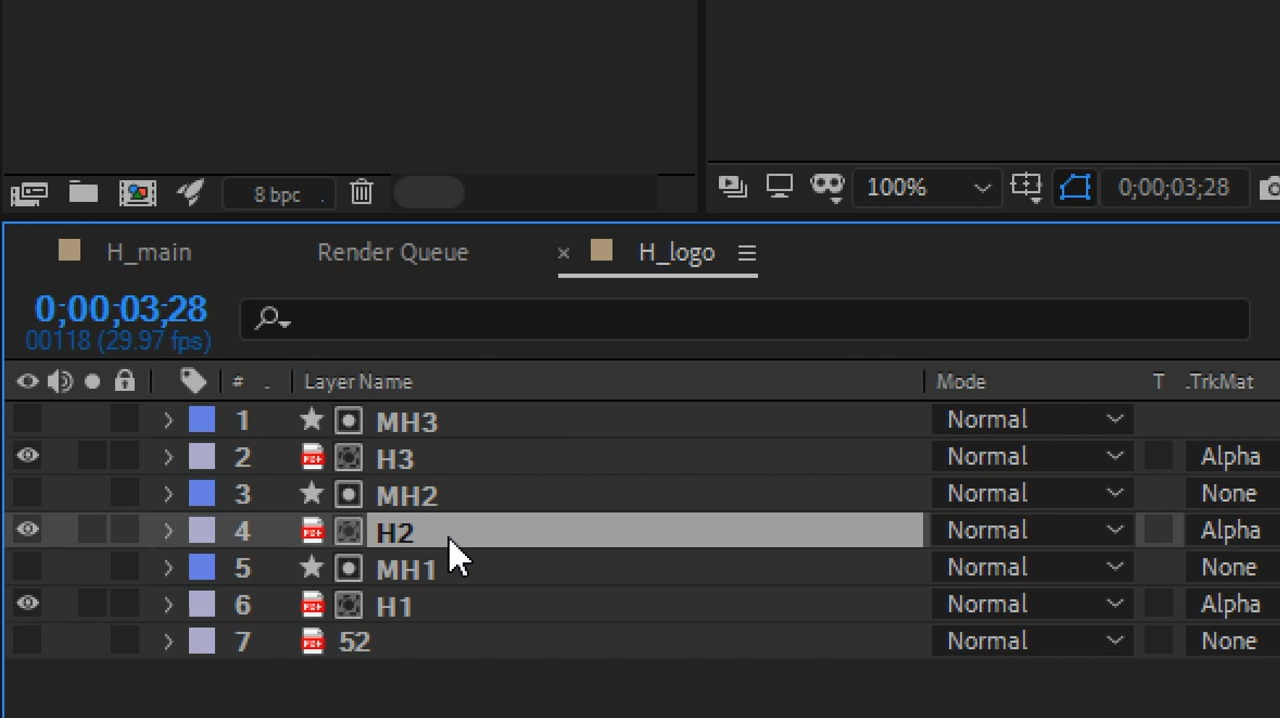 8 bpc
100%
0;00;03;28
H_main
Render Queue
× H_logo
0;00;03;28
00118 (29.97 fps)
# . Layer Name Mode T .TrkMat
1 MH3 Normal
2 H3 Normal Alpha
3 MH2 Normal None
4 H2 Normal Alpha
5 MH1 Normal None
6 H1 Normal Alpha
7 52 Normal None